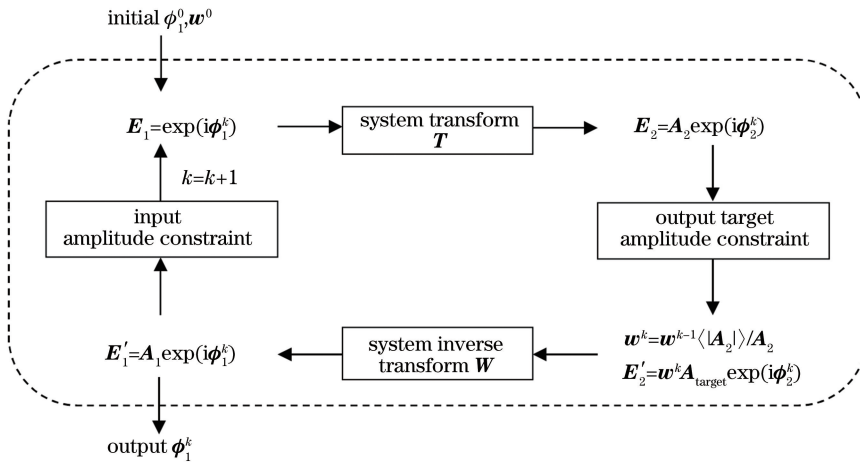 initial ϕ₁⁰,w⁰
E₁=exp(iϕ₁ᵏ)
system transform
T
E₂=A₂exp(iϕ₂ᵏ)
k=k+1
input
amplitude constraint
output target
amplitude constraint
wᵏ=wᵏ⁻¹⟨|A₂|⟩/A₂
E₁′=A₁exp(iϕ₁ᵏ)
system inverse
transform W
E₂′=wᵏA_target exp(iϕ₂ᵏ)
output ϕ₁ᵏ